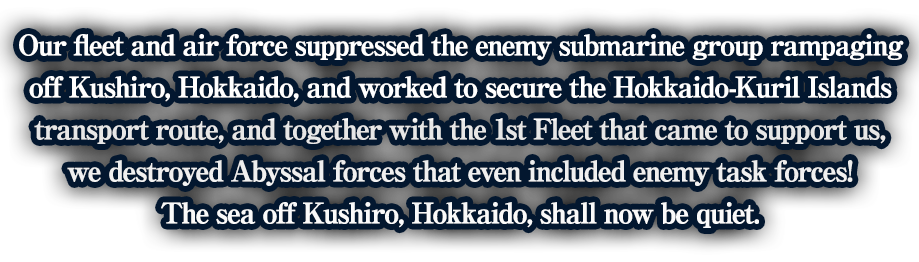 Our fleet and air force suppressed the enemy submarine group rampaging
off Kushiro, Hokkaido, and worked to secure the Hokkaido-Kuril Islands
transport route, and together with the 1st Fleet that came to support us,
we destroyed Abyssal forces that even included enemy task forces!
The sea off Kushiro, Hokkaido, shall now be quiet.